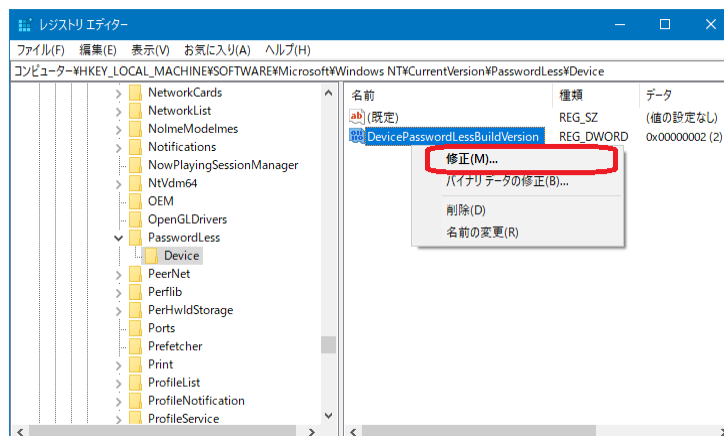 レジストリ エディター
ファイル(F) 編集(E) 表示(V) お気に入り(A) ヘルプ(H)
コンピューター¥HKEY_LOCAL_MACHINE¥SOFTWARE¥Microsoft¥Windows NT¥CurrentVersion¥PasswordLess¥Device
NetworkCards
NetworkList
NoImeModeImes
Notifications
NowPlayingSessionManager
NtVdm64
OEM
OpenGLDrivers
PasswordLess
Device
PeerNet
Perflib
PerHwIdStorage
Ports
Prefetcher
Print
ProfileList
ProfileNotification
ProfileService
名前 種類 データ
ab (既定) REG_SZ (値の設定なし)
DevicePasswordLessBuildVersion REG_DWORD 0x00000002 (2)
修正(M)...
バイナリ データの修正(B)...
削除(D)
名前の変更(R)